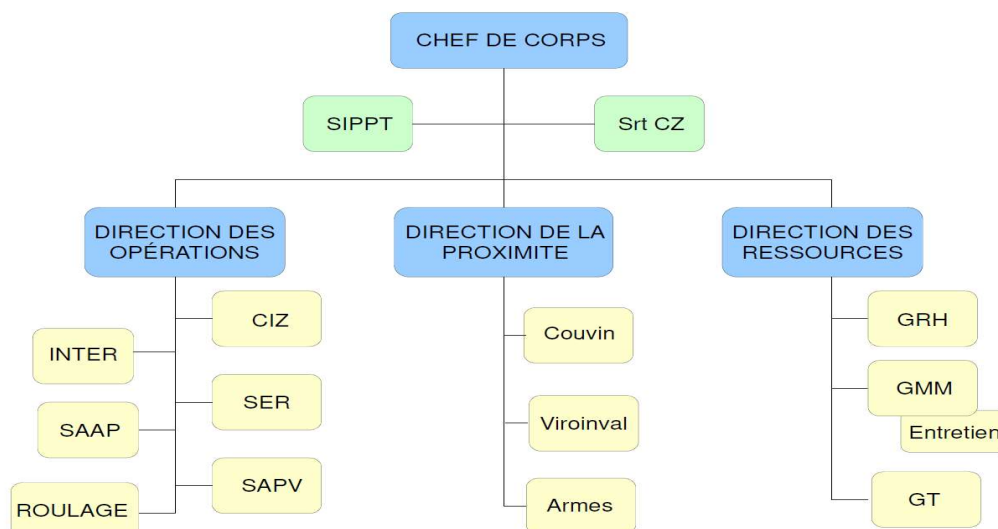 CHEF DE CORPS
SIPPT
Srt CZ
DIRECTION DES
OPÉRATIONS
DIRECTION DE LA
PROXIMITE
DIRECTION DES
RESSOURCES
CIZ
INTER
SER
SAAP
SAPV
ROULAGE
Couvin
Viroinval
Armes
GRH
GMM
Entretien
GT